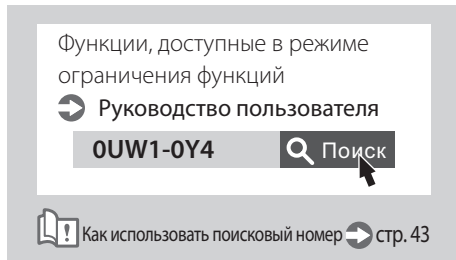 Функции, доступные в режиме
ограничения функций
Руководство пользователя
0UW1-0Y4 Поиск
Как использовать поисковый номер стр. 43